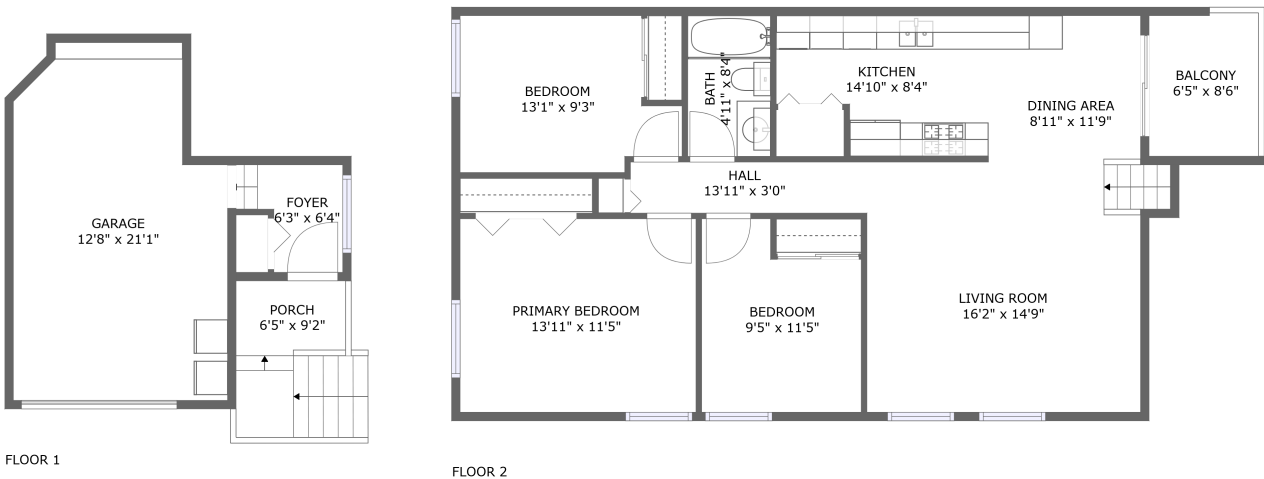 GARAGE
12'8" x 21'1"
FOYER
6'3" x 6'4"
PORCH
6'5" x 9'2"
FLOOR 1
BEDROOM
13'1" x 9'3"
BATH
4'11" x 8'4"
KITCHEN
14'10" x 8'4"
DINING AREA
8'11" x 11'9"
BALCONY
6'5" x 8'6"
HALL
13'11" x 3'0"
PRIMARY BEDROOM
13'11" x 11'5"
BEDROOM
9'5" x 11'5"
LIVING ROOM
16'2" x 14'9"
FLOOR 2